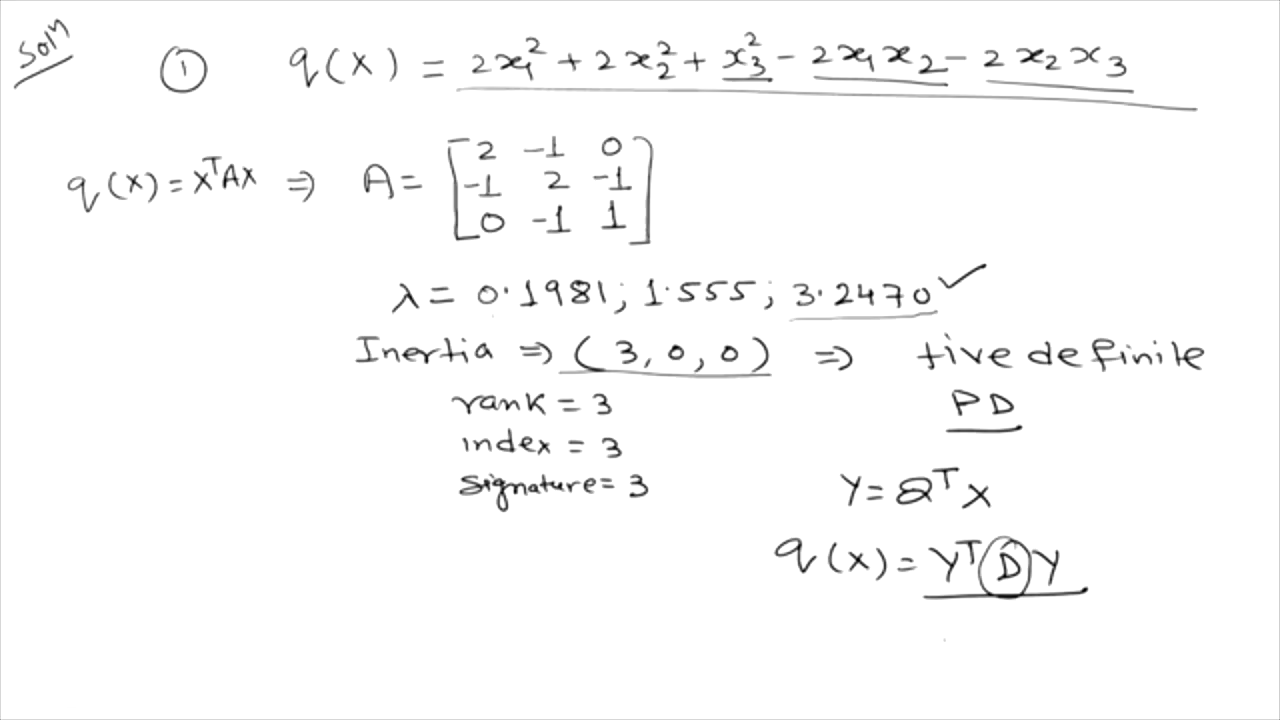 Soln
① q(x) = 2x₁² + 2x₂² + x₃² - 2x₁x₂ - 2x₂x₃
q(x) = xᵀAx ⇒ A = [2 -1 0
-1 2 -1
0 -1 1]
λ = 0.1981; 1.555; 3.2470 ✓
Inertia ⇒ (3,0,0) ⇒ +ive definite
rank = 3 PD
index = 3
signature = 3 Y = QᵀX
q(x) = YᵀDY